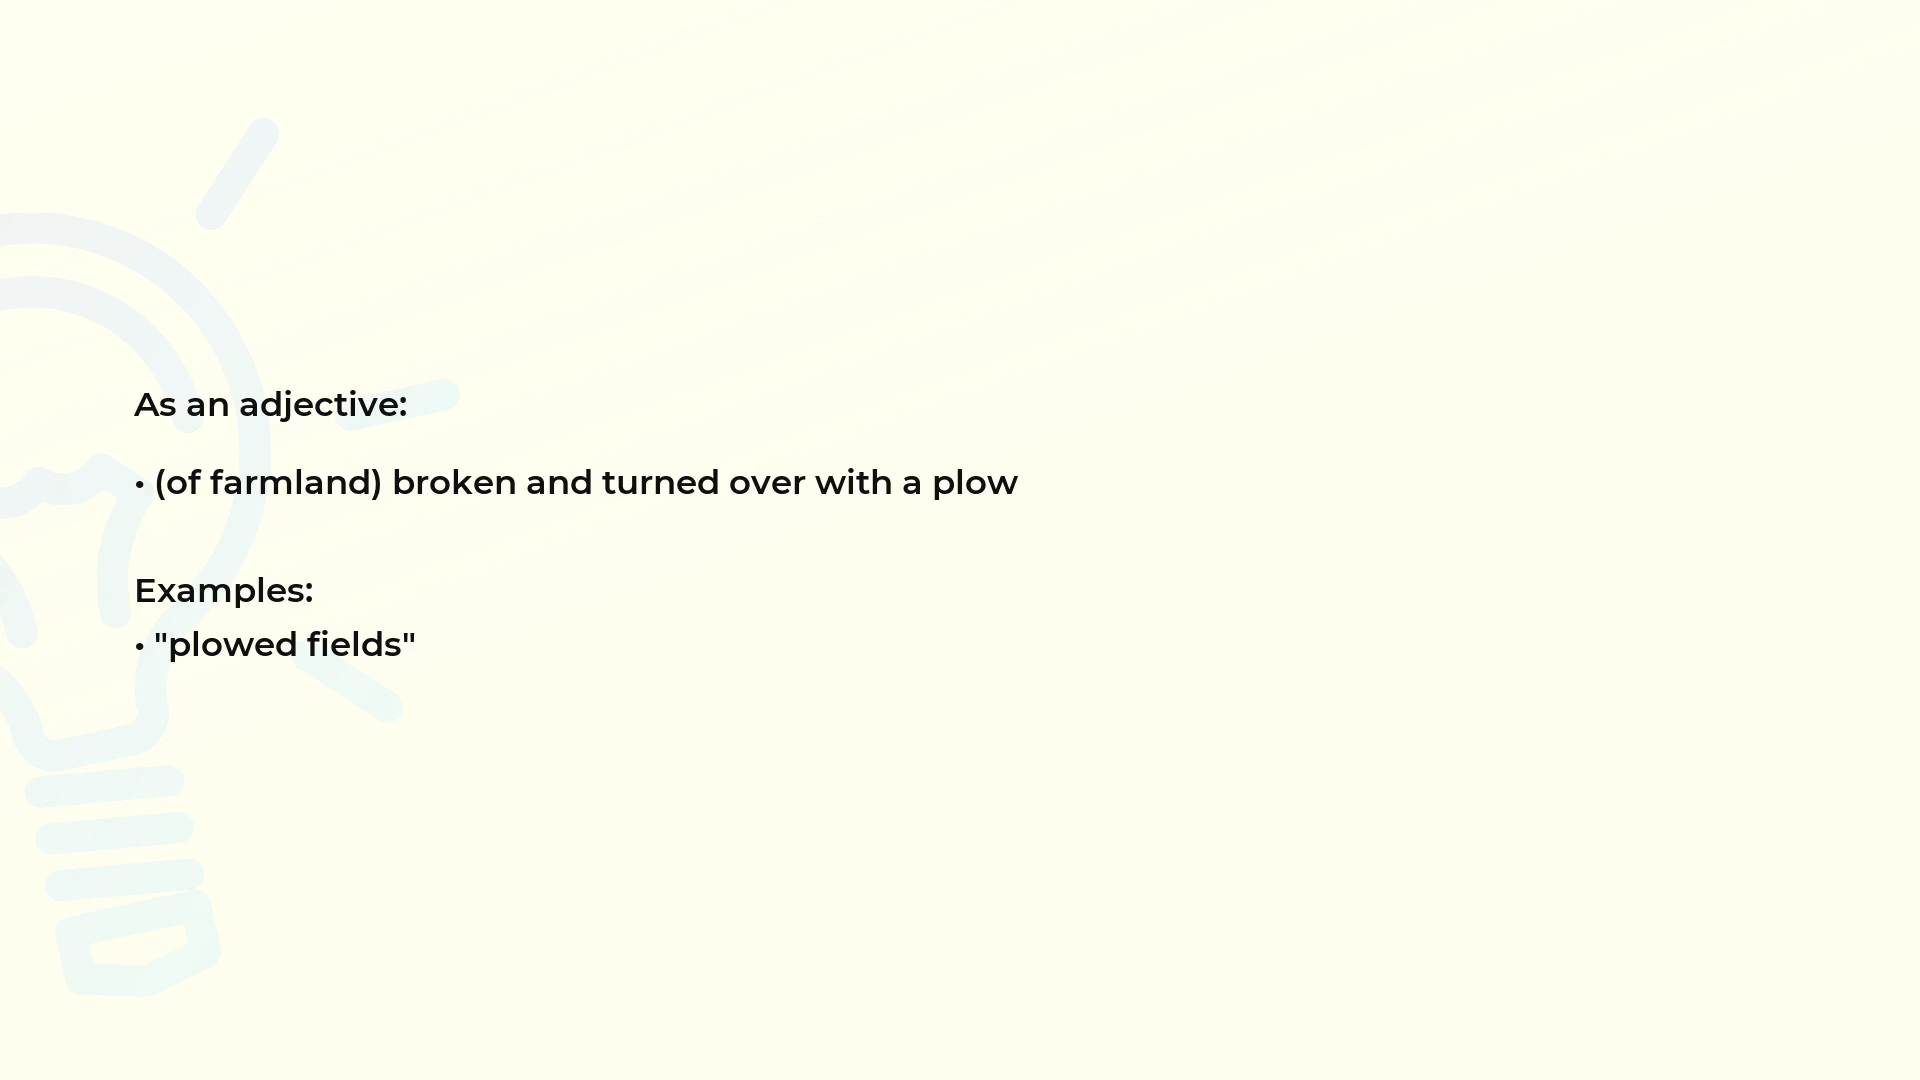 As an adjective:
• (of farmland) broken and turned over with a plow
Examples:
• "plowed fields"